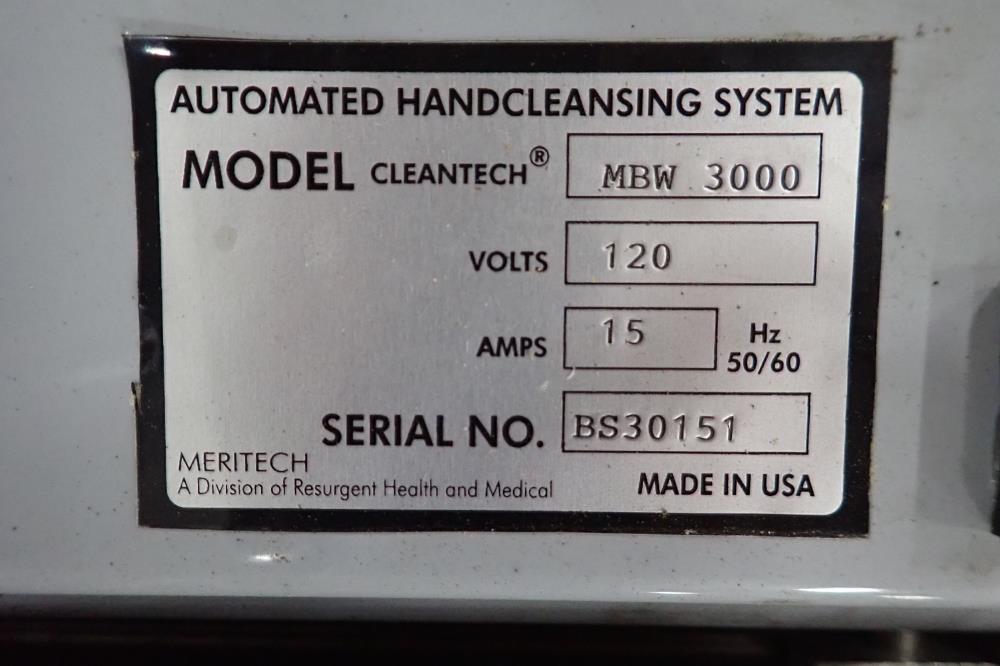 AUTOMATED HANDCLEANSING SYSTEM
MODEL CLEANTECH® MBW 3000
VOLTS 120
AMPS 15 Hz 50/60
SERIAL NO. BS30151
MERITECH
A Division of Resurgent Health and Medical
MADE IN USA